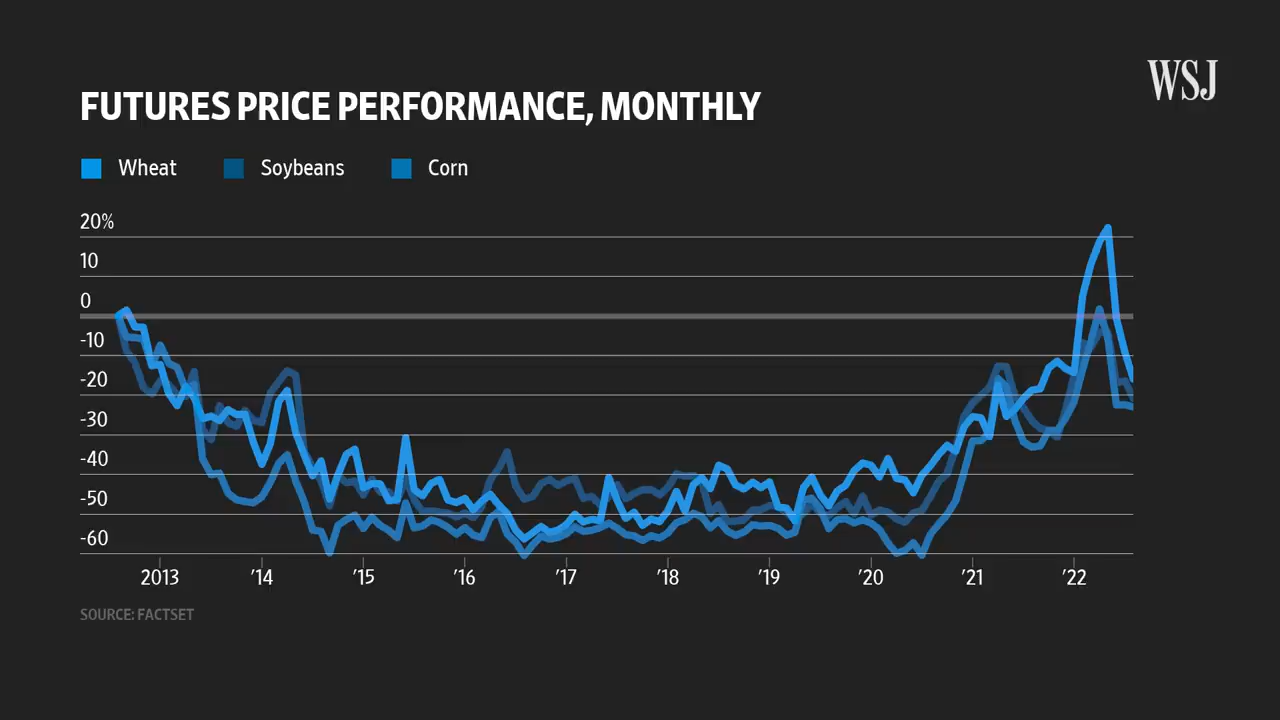 WSJ
FUTURES PRICE PERFORMANCE, MONTHLY
Wheat Soybeans Corn
20%
10
0
-10
-20
-30
-40
-50
-60
2013 ’14 ’15 ’16 ’17 ’18 ’19 ’20 ’21 ’22
SOURCE: FACTSET